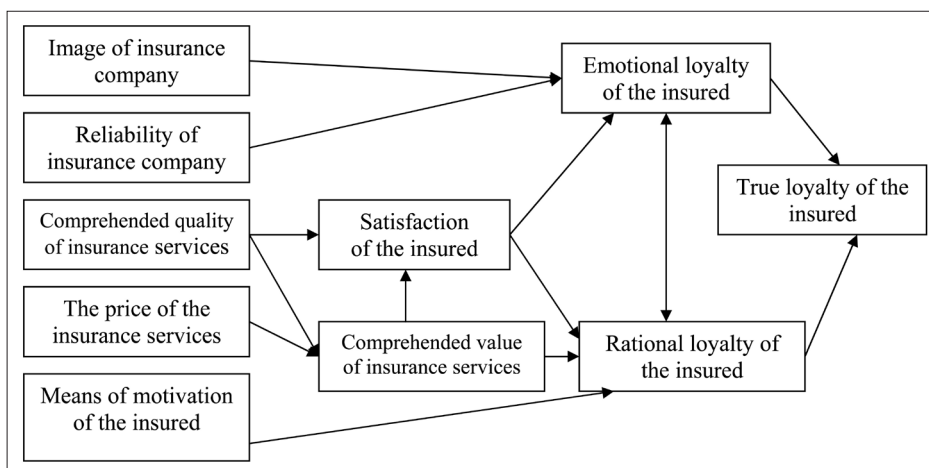 Image of insurance
company
Reliability of
insurance company
Comprehended quality
of insurance services
The price of the
insurance services
Means of motivation
of the insured
Satisfaction
of the insured
Comprehended value
of insurance services
Emotional loyalty
of the insured
Rational loyalty of
the insured
True loyalty of the
insured